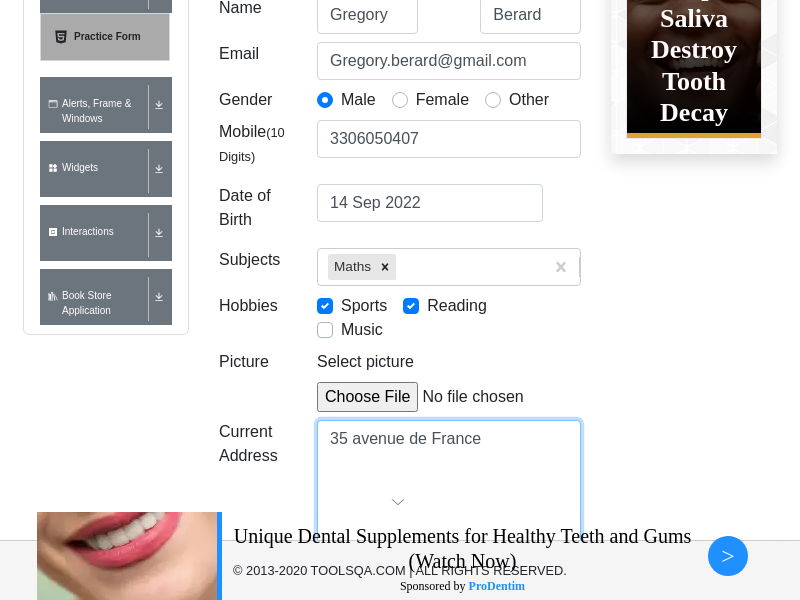 Name
Gregory
Berard
Practice Form
Email
Gregory.berard@gmail.com
Gender
Male
Female
Other
Mobile(10
Digits)
3306050407
Alerts, Frame &
Windows
Widgets
Interactions
Book Store
Application
Date of
Birth
14 Sep 2022
Subjects
Maths
Hobbies
Sports
Reading
Music
Picture
Select picture
Choose File No file chosen
Current
Address
35 avenue de France
Saliva
Destroy
Tooth
Decay
Unique Dental Supplements for Healthy Teeth and Gums
(Watch Now)
© 2013-2020 TOOLSQA.COM | ALL RIGHTS RESERVED.
Sponsored by ProDentim